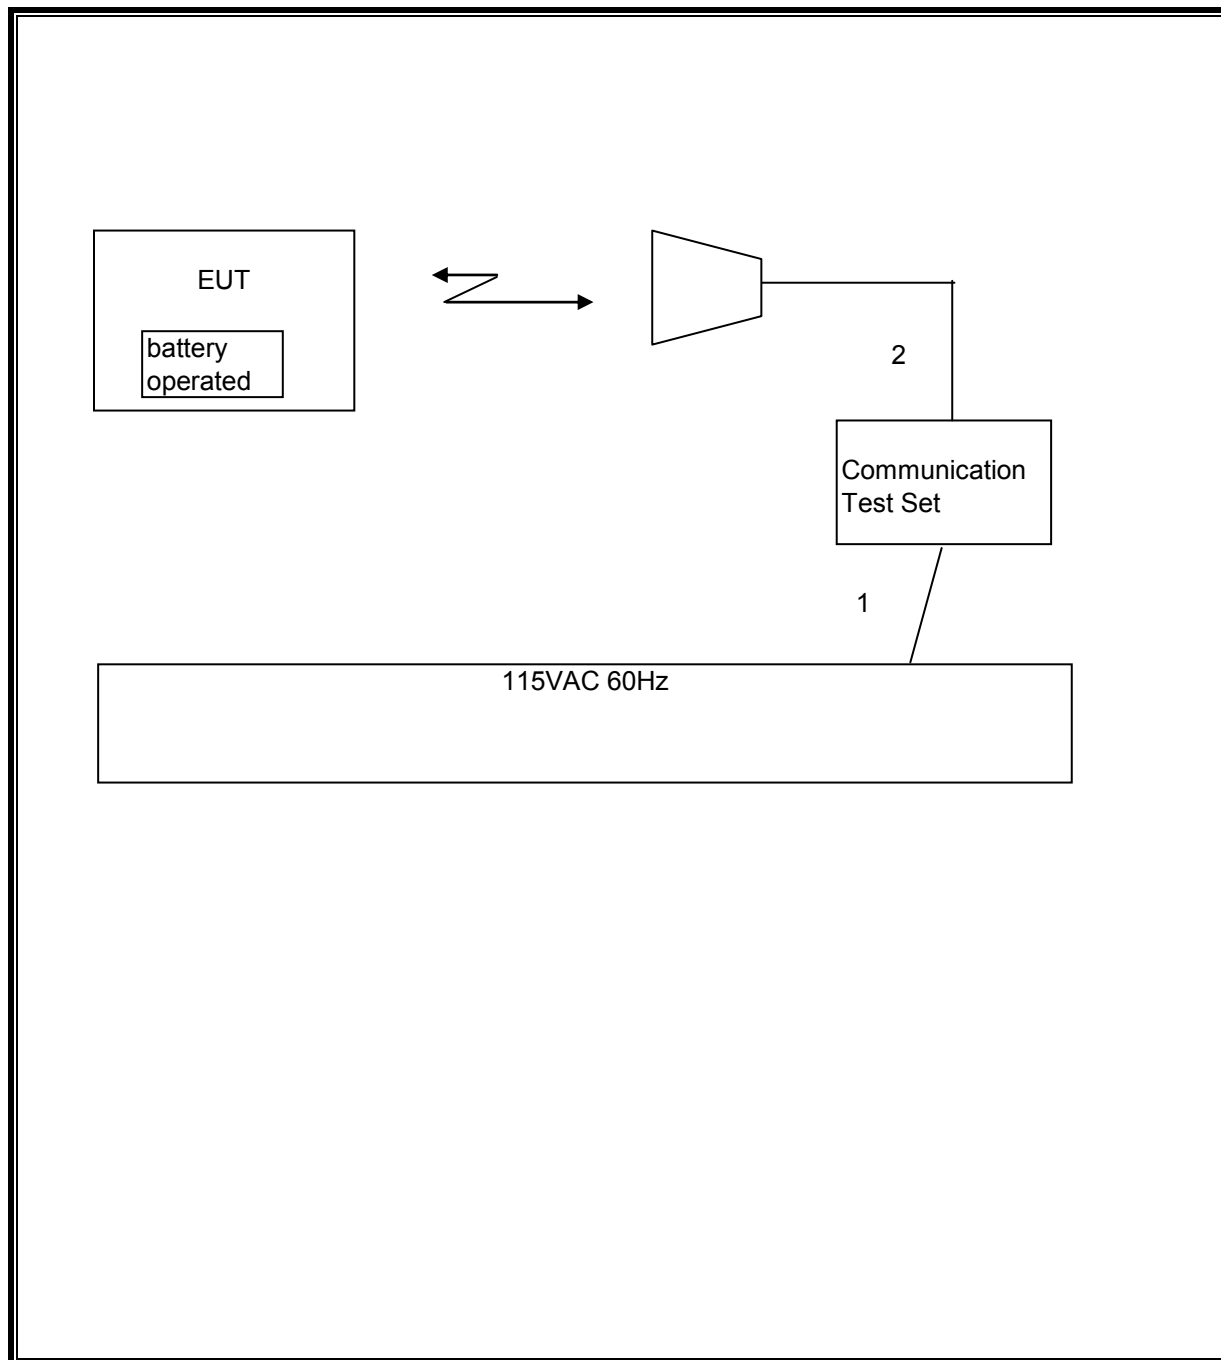 EUT
battery
operated
2
Communication
Test Set
1
115VAC 60Hz